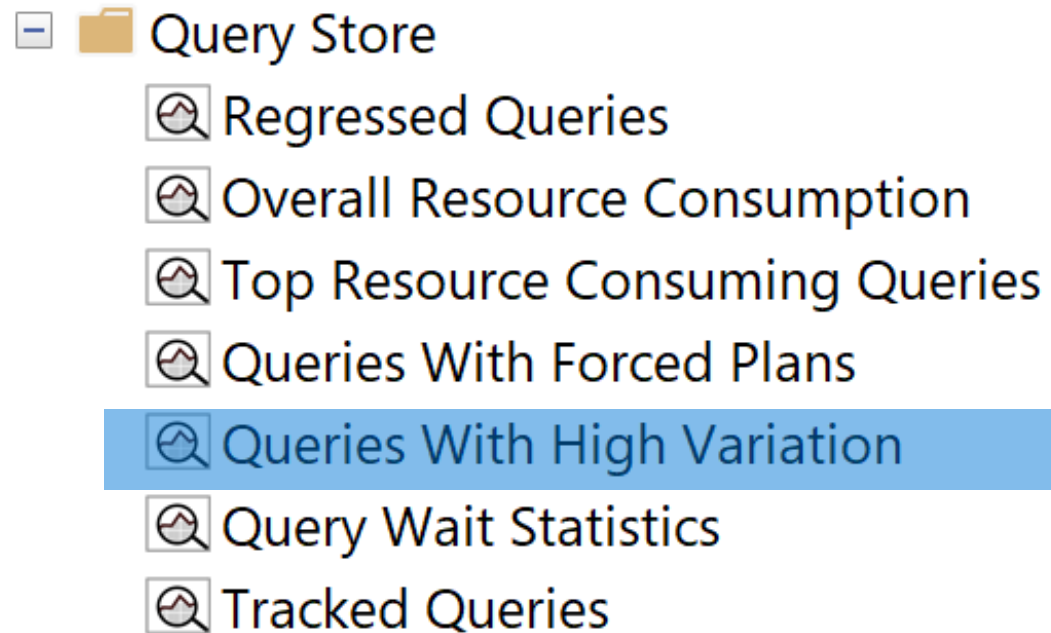 Query Store
Regressed Queries
Overall Resource Consumption
Top Resource Consuming Queries
Queries With Forced Plans
Queries With High Variation
Query Wait Statistics
Tracked Queries